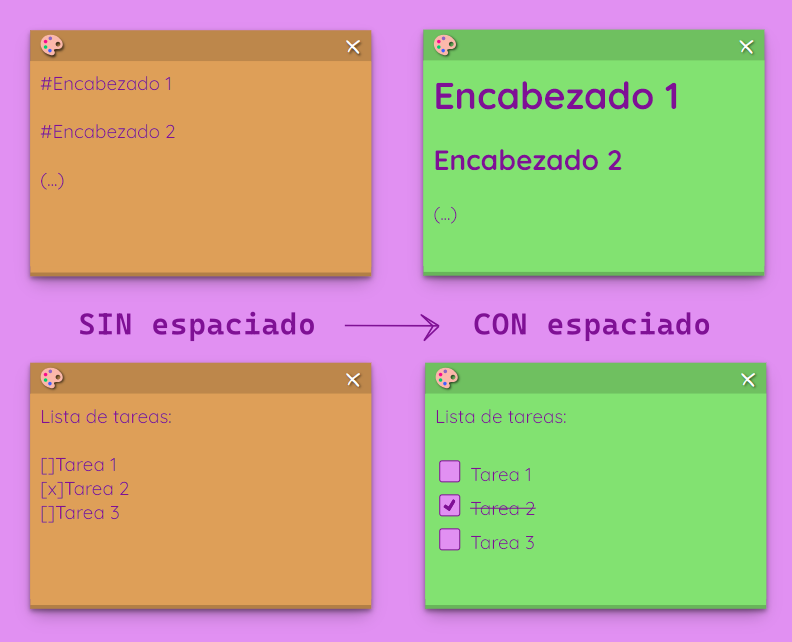 #Encabezado 1
#Encabezado 2
(...)
Encabezado 1
Encabezado 2
(...)
SIN espaciado
CON espaciado
Lista de tareas:
[]Tarea 1
[x]Tarea 2
[]Tarea 3
Lista de tareas:
Tarea 1
Tarea 2
Tarea 3